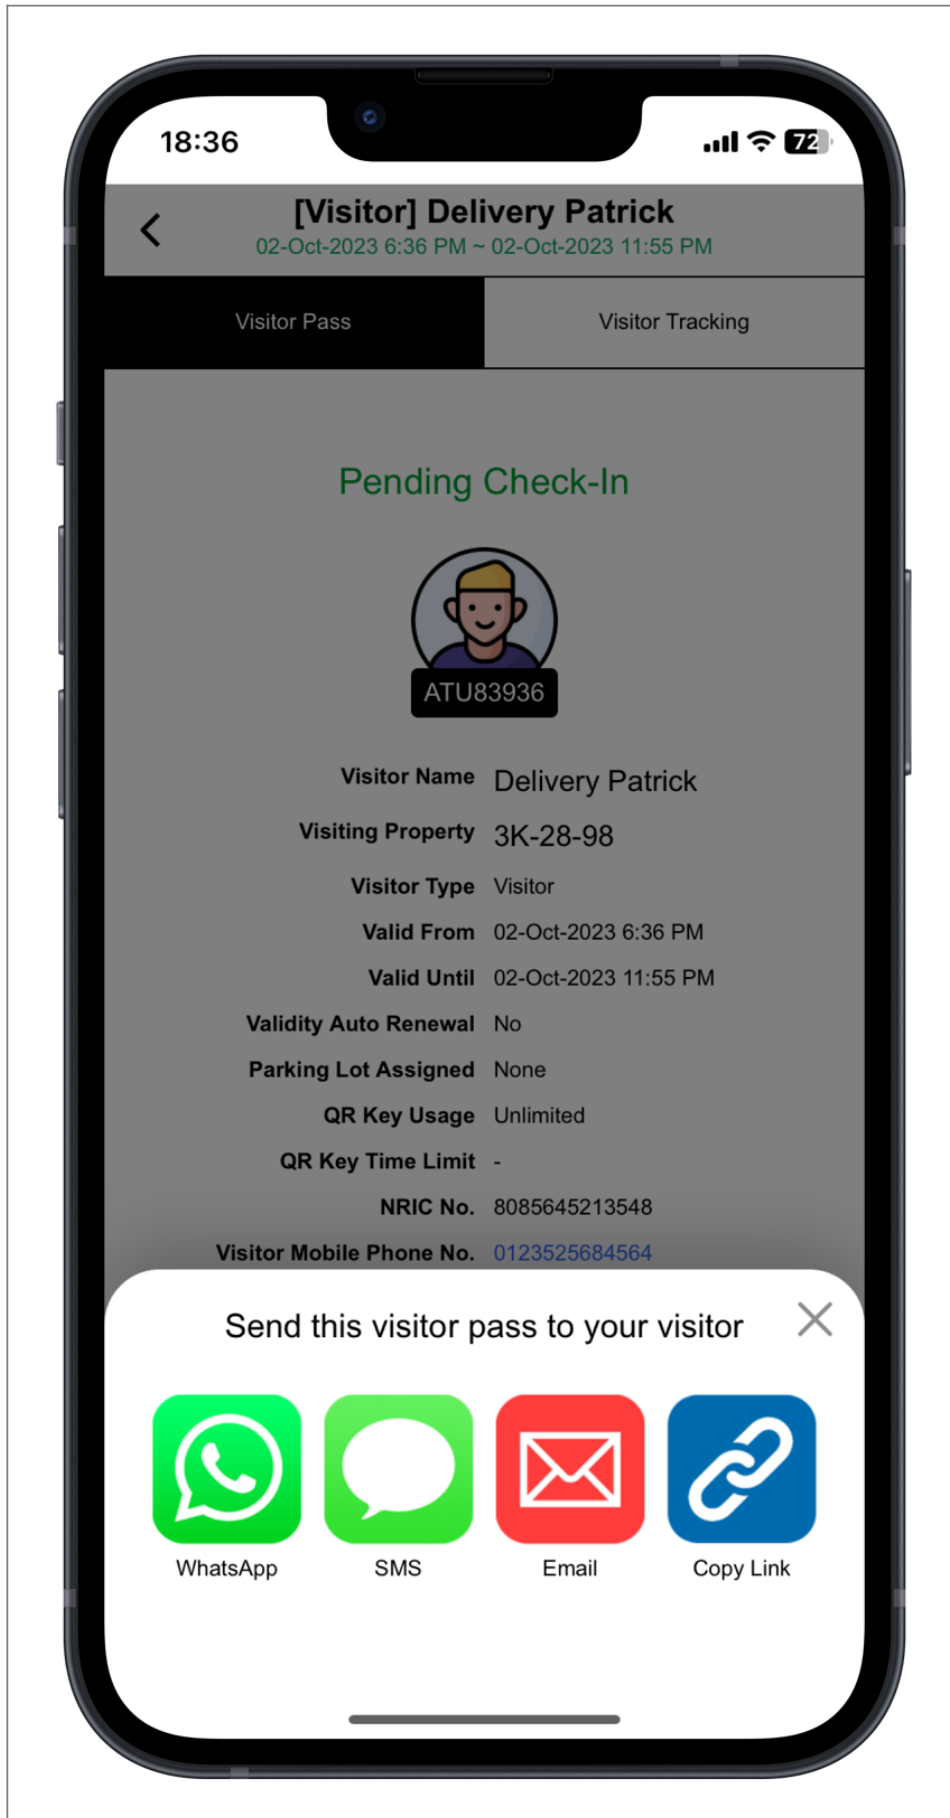 18:36
72
[Visitor] Delivery Patrick
02-Oct-2023 6:36 PM ~ 02-Oct-2023 11:55 PM
Visitor Pass Visitor Tracking
Pending Check-In
ATU83936
Visitor Name Delivery Patrick
Visiting Property 3K-28-98
Visitor Type Visitor
Valid From 02-Oct-2023 6:36 PM
Valid Until 02-Oct-2023 11:55 PM
Validity Auto Renewal No
Parking Lot Assigned None
QR Key Usage Unlimited
QR Key Time Limit -
NRIC No. 8085645213548
Visitor Mobile Phone No. 0123525684564
Send this visitor pass to your visitor
WhatsApp SMS Email Copy Link